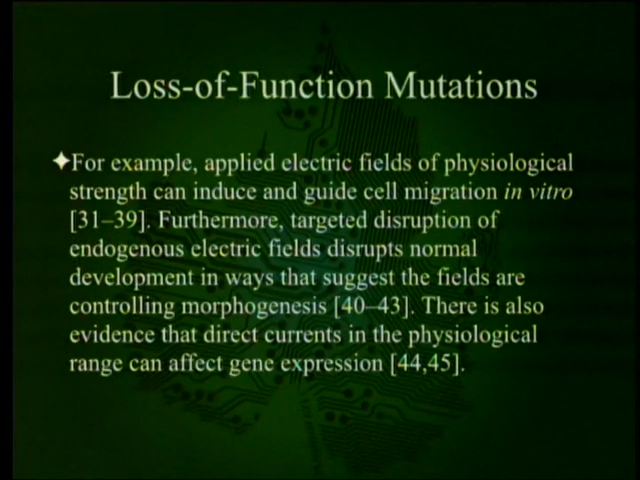 Loss-of-Function Mutations
✦For example, applied electric fields of physiological
strength can induce and guide cell migration in vitro
[31–39]. Furthermore, targeted disruption of
endogenous electric fields disrupts normal
development in ways that suggest the fields are
controlling morphogenesis [40–43]. There is also
evidence that direct currents in the physiological
range can affect gene expression [44,45].